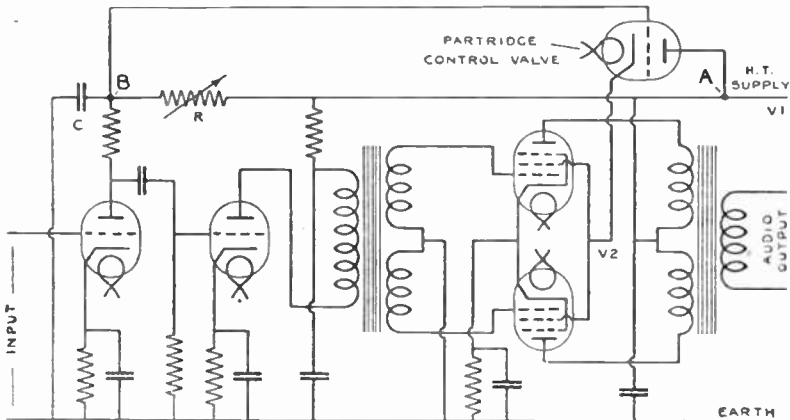 PARTRIDGE
CONTROL VALVE
A
H.T.
SUPPLY
V1
B
C
R
V2
INPUT
AUDIO
OUTPUT
EARTH